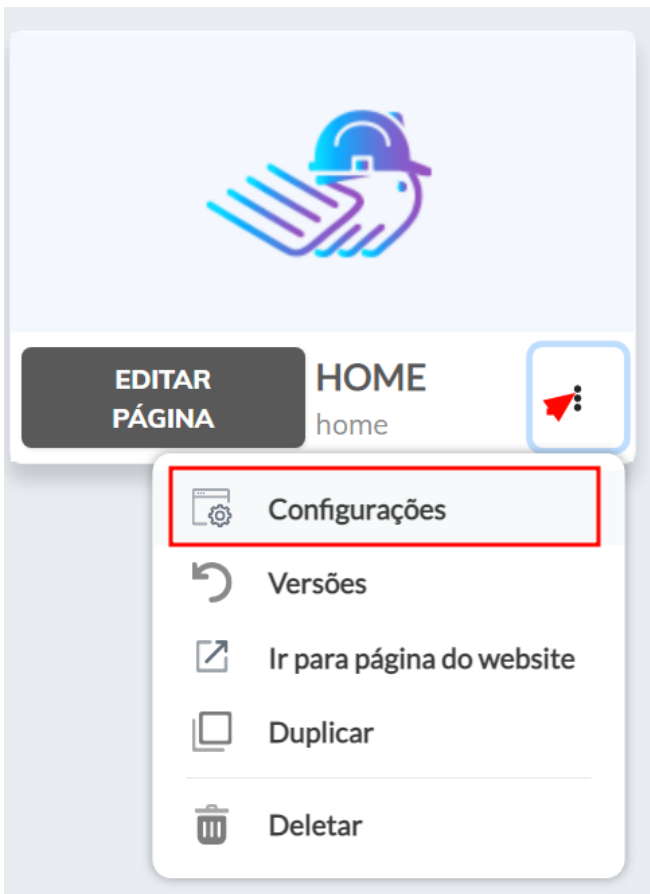 EDITAR
PÁGINA
HOME
home
Configurações
Versões
Ir para página do website
Duplicar
Deletar